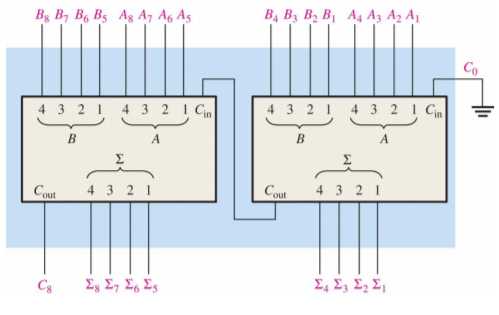 B₈ B₇ B₆ B₅ A₈ A₇ A₆ A₅ B₄ B₃ B₂ B₁ A₄ A₃ A₂ A₁
C₀
4 3 2 1 4 3 2 1 Cin 4 3 2 1 4 3 2 1 Cin
B A B A
Σ Σ
Cout 4 3 2 1 Cout 4 3 2 1
C₈ Σ₈ Σ₇ Σ₆ Σ₅ Σ₄ Σ₃ Σ₂ Σ₁